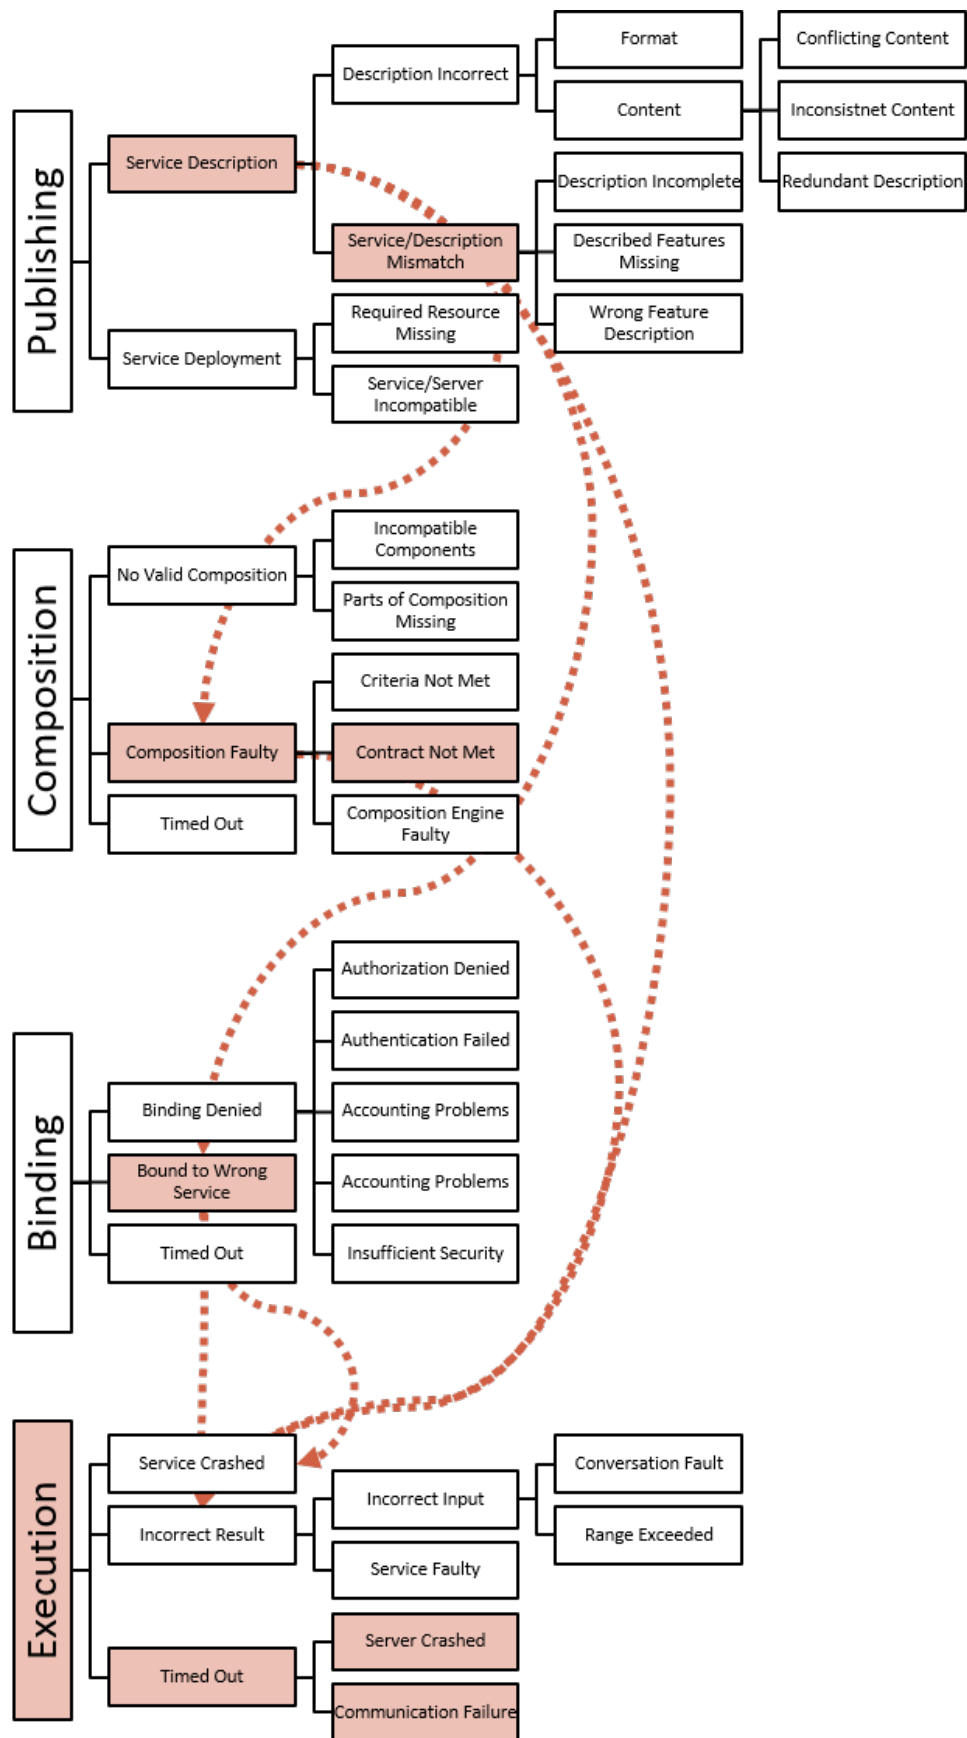 Publishing
Service Description
Description Incorrect
Format
Content
Conflicting Content
Inconsistnet Content
Redundant Description
Service/Description
Mismatch
Description Incomplete
Described Features
Missing
Wrong Feature
Description
Service Deployment
Required Resource
Missing
Service/Server
Incompatible
Composition
No Valid Composition
Incompatible
Components
Parts of Composition
Missing
Composition Faulty
Criteria Not Met
Contract Not Met
Composition Engine
Faulty
Timed Out
Binding
Binding Denied
Authorization Denied
Authentication Failed
Accounting Problems
Accounting Problems
Insufficient Security
Bound to Wrong
Service
Timed Out
Execution
Service Crashed
Incorrect Result
Incorrect Input
Conversation Fault
Range Exceeded
Service Faulty
Timed Out
Server Crashed
Communication Failure